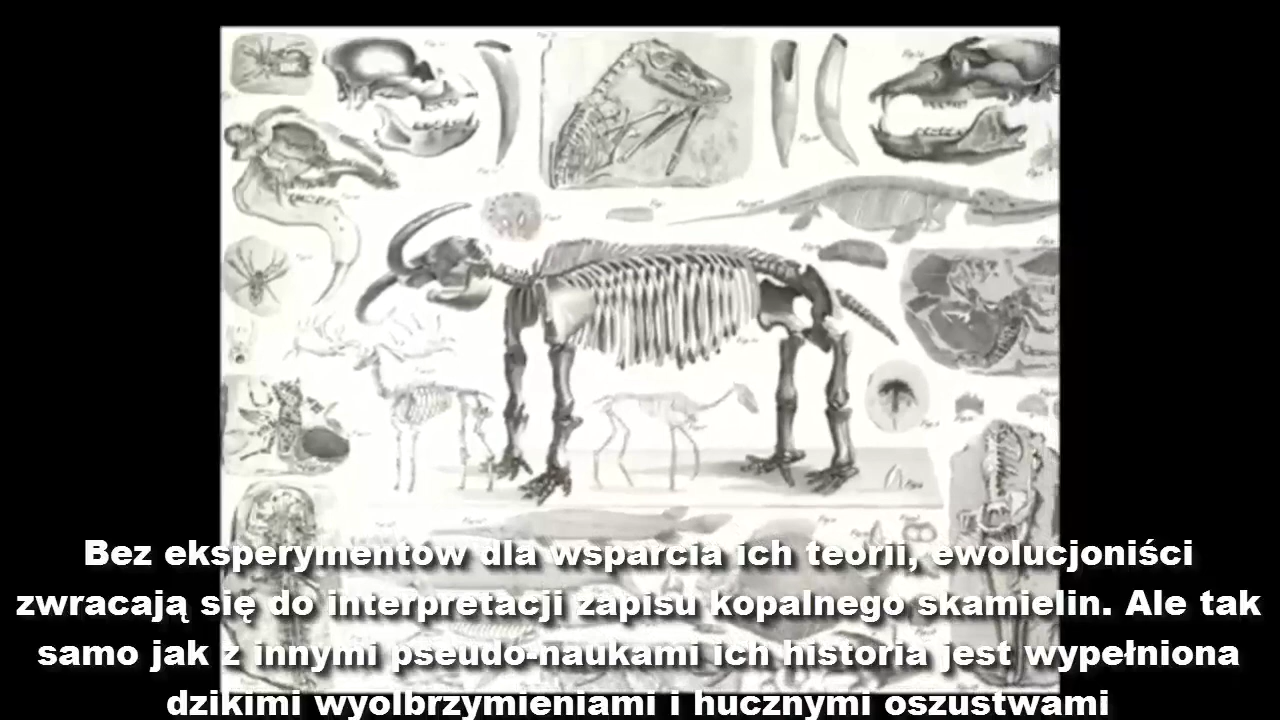 Bez eksperymentów dla wsparcia ich teorii, ewolucjoniści
zwracają się do interpretacji zapisu kopalnego skamielin. Ale tak
samo jak z innymi pseudo-naukami ich historia jest wypełniona
dzikimi wyolbrzymieniami i hucznymi oszustwami